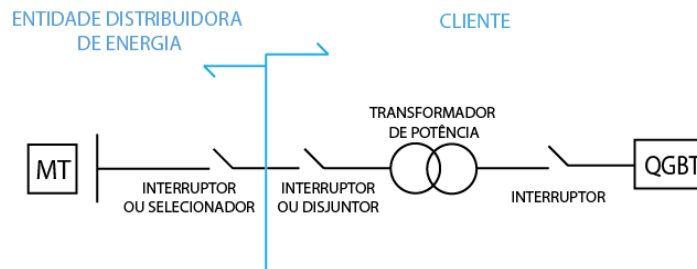 ENTIDADE DISTRIBUIDORA
DE ENERGIA
CLIENTE
TRANSFORMADOR
DE POTÊNCIA
MT
QGBT
INTERRUPTOR
OU SELECIONADOR
INTERRUPTOR
OU DISJUNTOR
INTERRUPTOR